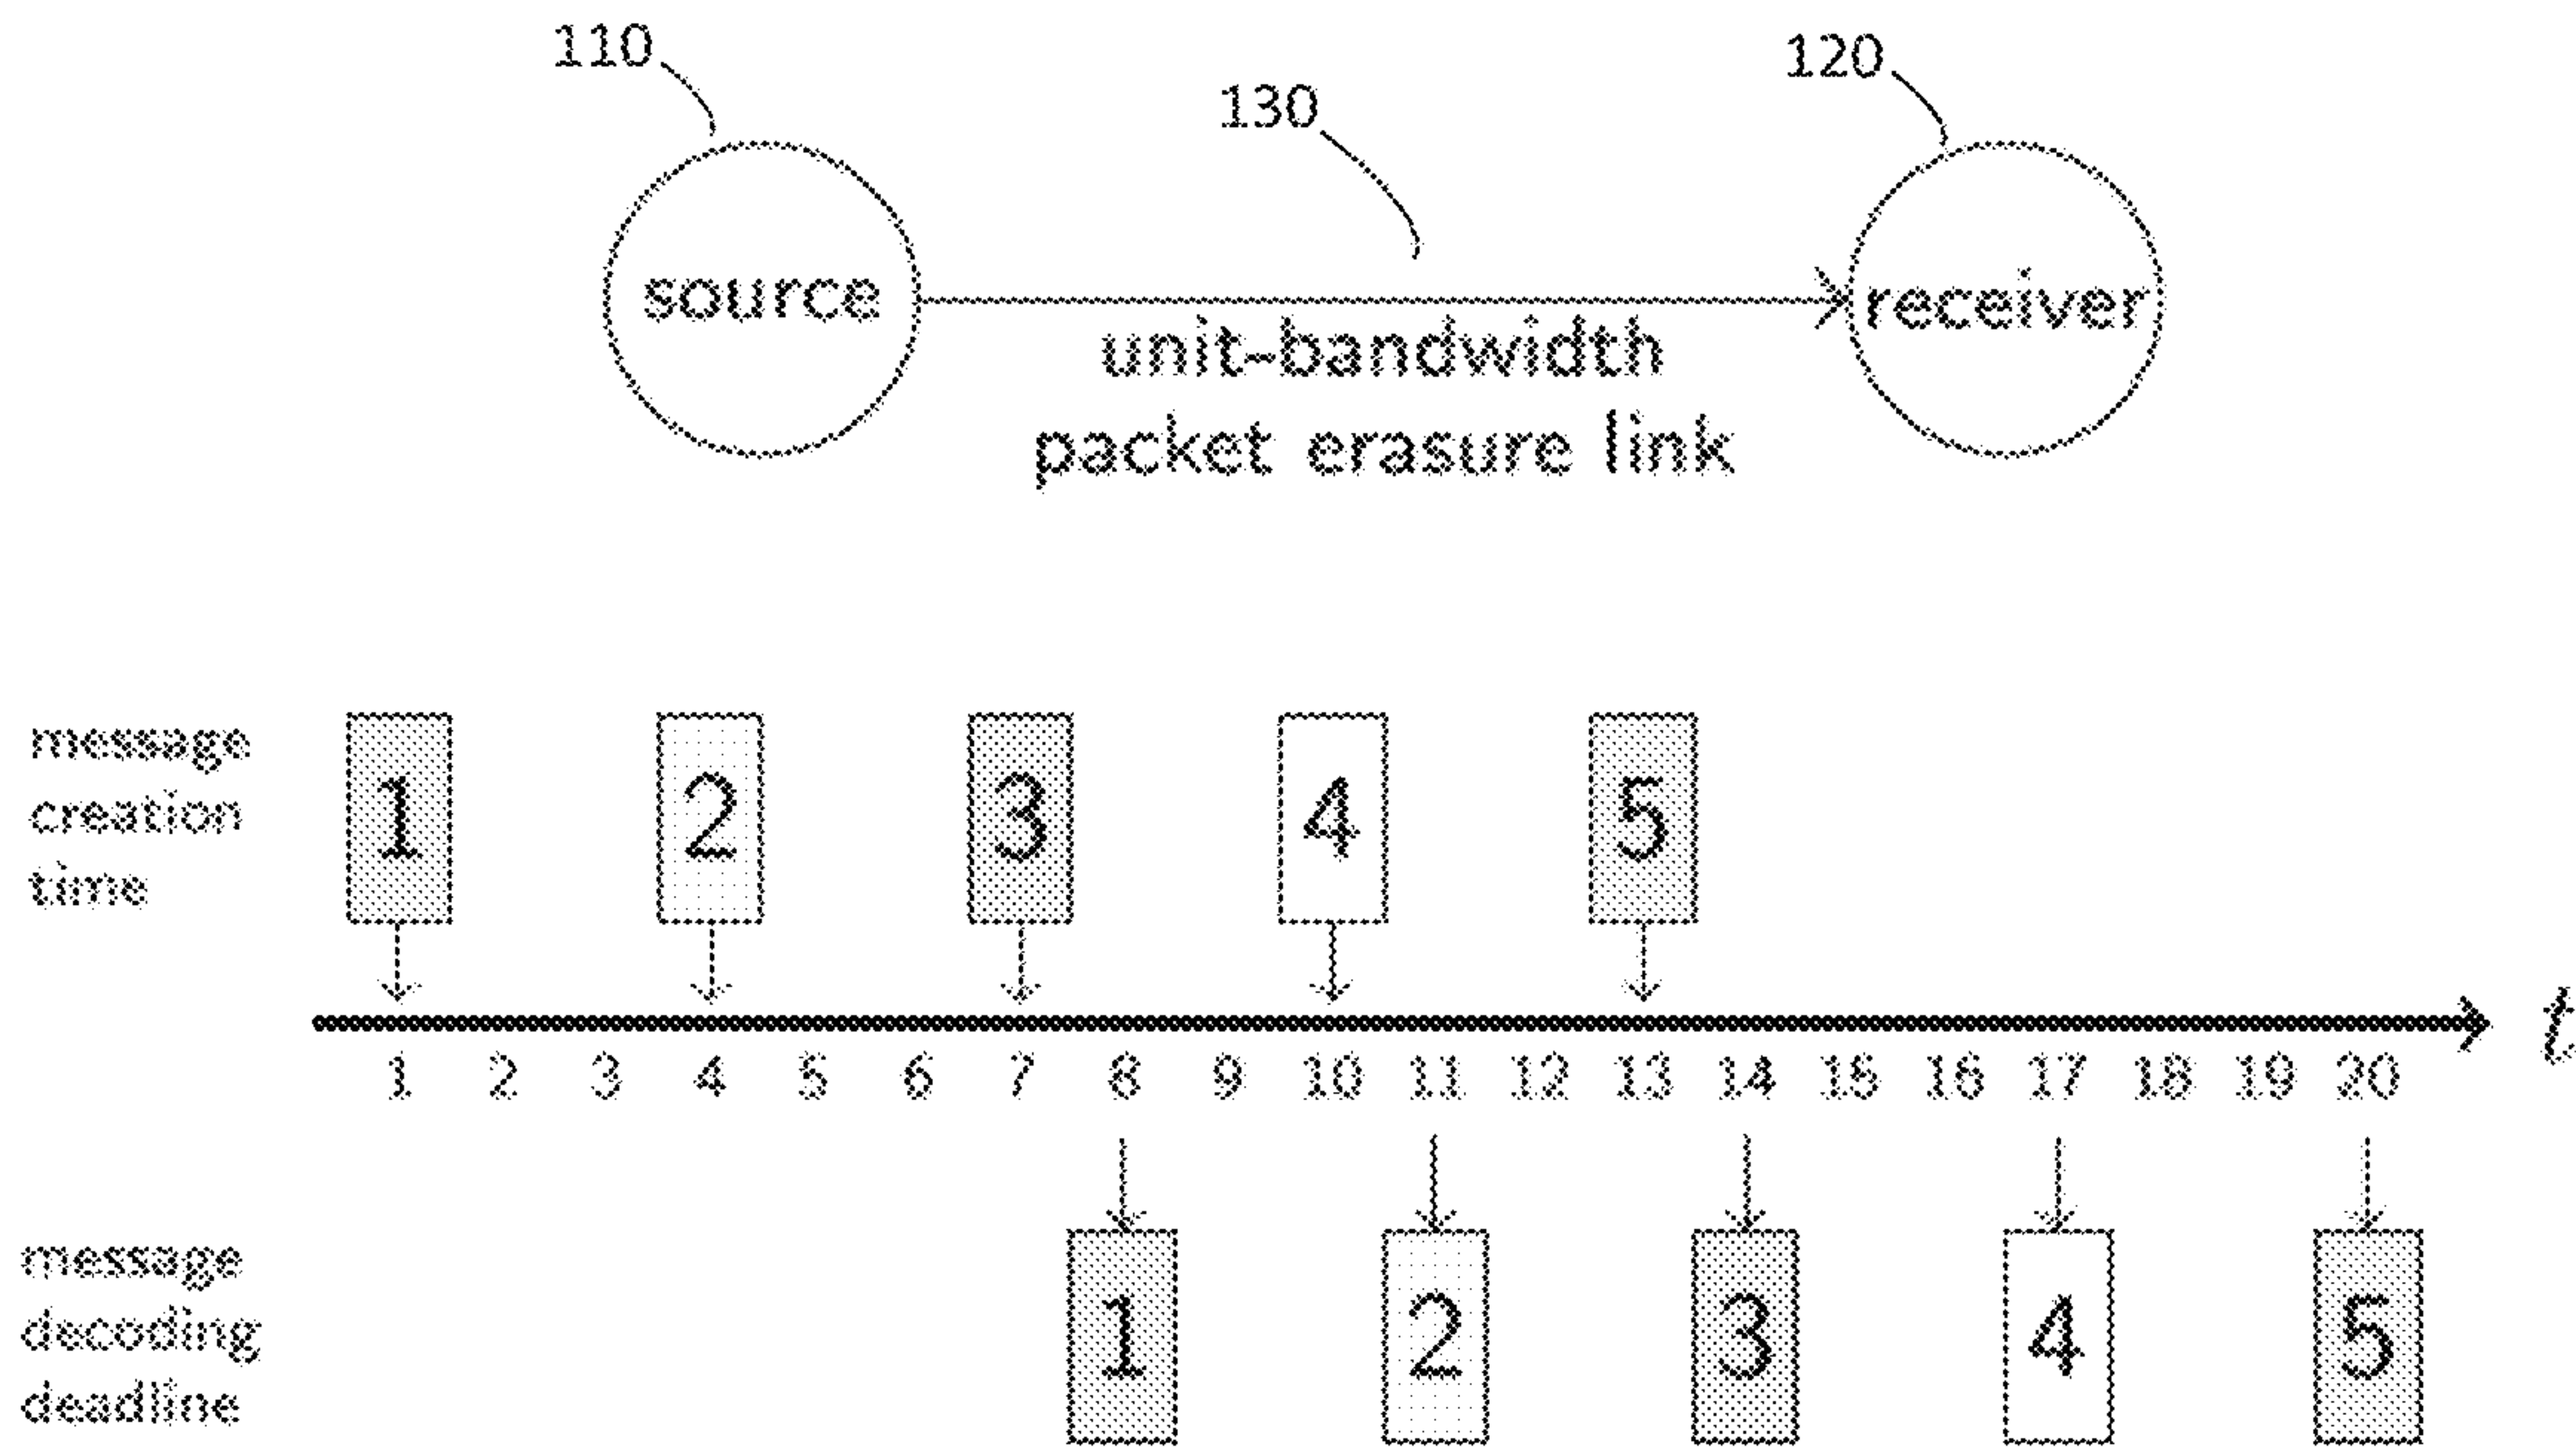 110
120
130
source
receiver
unit-bandwidth
packet erasure link
message
creation
time
1 2 3 4 5
t
1 2 3 4 5 6 7 8 9 10 11 12 13 14 15 16 17 18 19 20
message
decoding
deadline
1 2 3 4 5